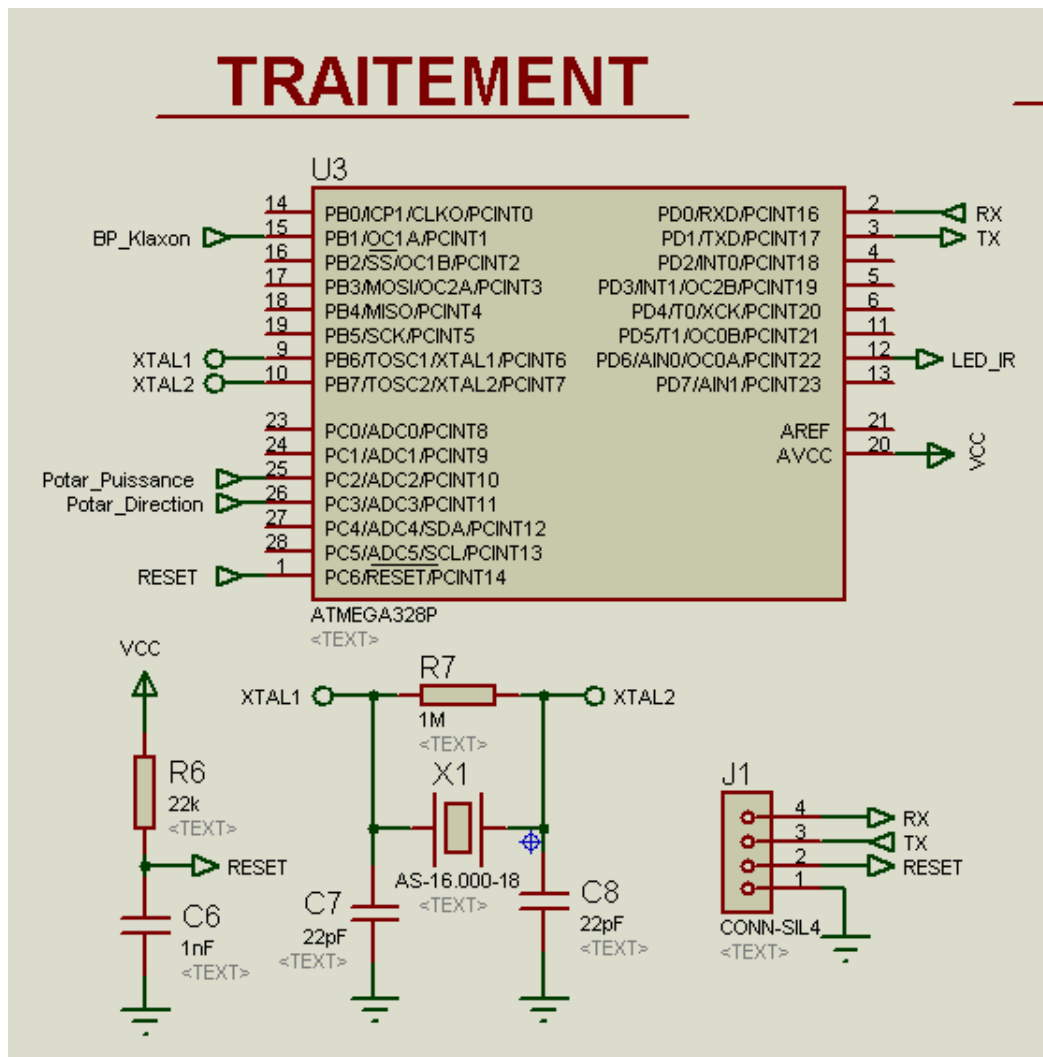 TRAITEMENT
U3
14 PB0/ICP1/CLKO/PCINT0 PD0/RXD/PCINT16 2 RX
BP_Klaxon 15 PB1/OC1A/PCINT1 PD1/TXD/PCINT17 3 TX
16 PB2/SS/OC1B/PCINT2 PD2/INT0/PCINT18 4
17 PB3/MOSI/OC2A/PCINT3 PD3/INT1/OC2B/PCINT19 5
18 PB4/MISO/PCINT4 PD4/T0/XCK/PCINT20 6
19 PB5/SCK/PCINT5 PD5/T1/OC0B/PCINT21 11
XTAL1 9 PB6/TOSC1/XTAL1/PCINT6 PD6/AIN0/OC0A/PCINT22 12 LED_IR
XTAL2 10 PB7/TOSC2/XTAL2/PCINT7 PD7/AIN1/PCINT23 13
23 PC0/ADC0/PCINT8 AREF 21
24 PC1/ADC1/PCINT9 AVCC 20 VCC
Potar_Puissance 25 PC2/ADC2/PCINT10
Potar_Direction 26 PC3/ADC3/PCINT11
27 PC4/ADC4/SDA/PCINT12
28 PC5/ADC5/SCL/PCINT13
RESET 1 PC6/RESET/PCINT14
ATMEGA328P
<TEXT>
VCC
R6
22k
<TEXT>
RESET
C6
1nF
<TEXT>
XTAL1 R7 XTAL2
1M
<TEXT>
X1
AS-16.000-18
<TEXT>
C7
22pF
<TEXT>
C8
22pF
<TEXT>
J1
4 RX
3 TX
2 RESET
1
CONN-SIL4
<TEXT>